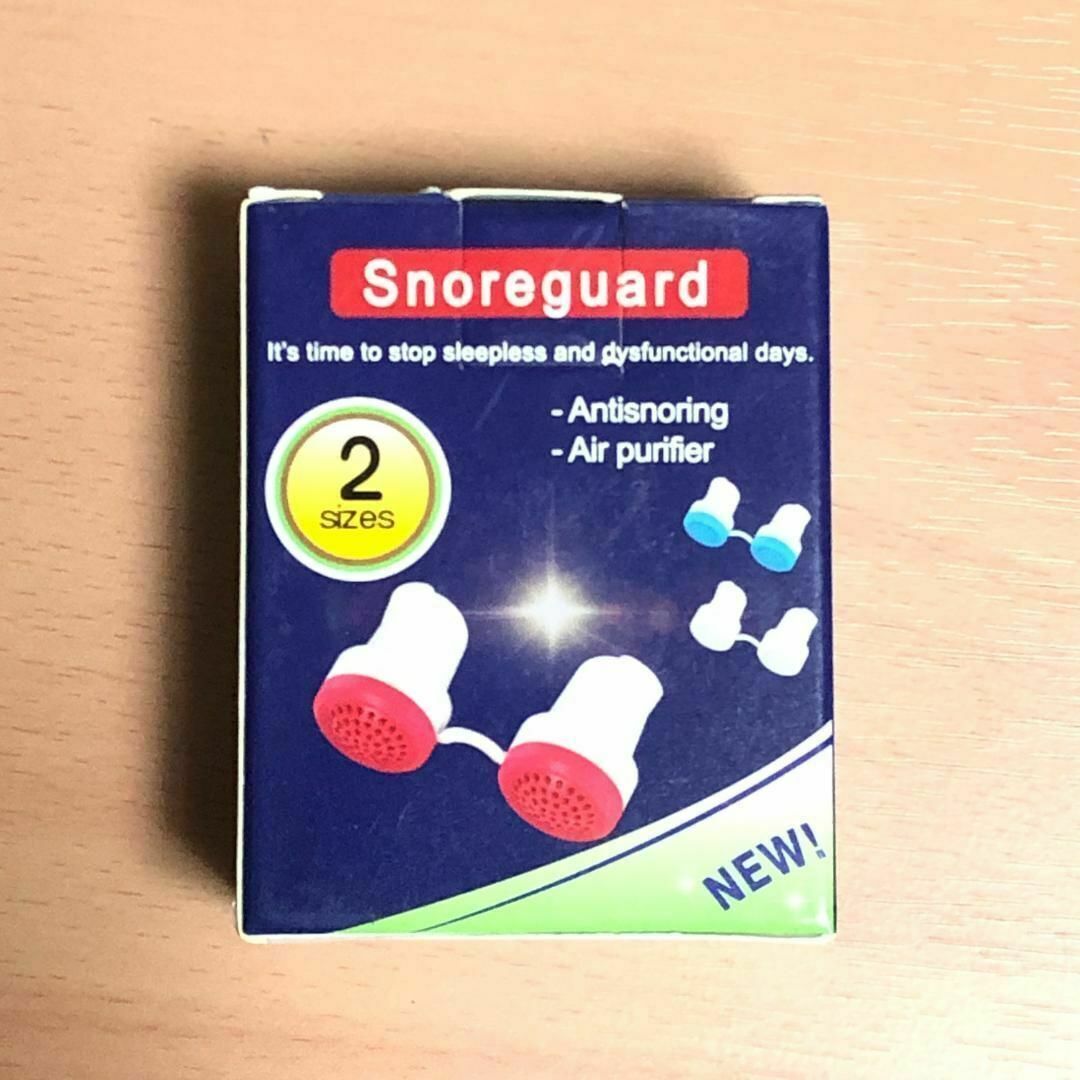 Snoreguard
It's time to stop sleepless and dysfunctional days.
- Antisnoring
- Air purifier
2
sizes
NEW!